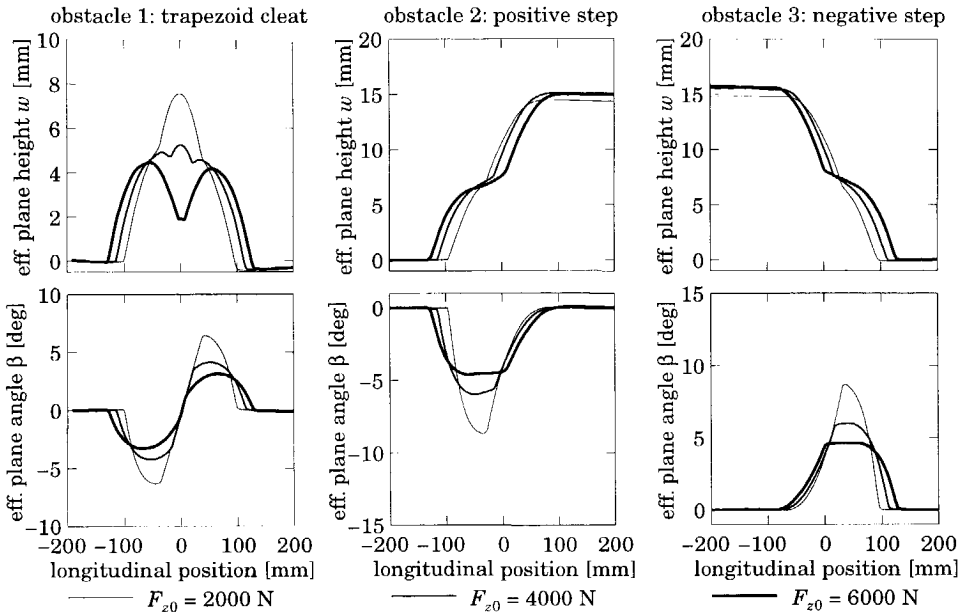 obstacle 1: trapezoid cleat
obstacle 2: positive step
obstacle 3: negative step
eff. plane height w [mm]
10
8
6
4
2
0
eff. plane height w [mm]
20
15
10
5
0
eff. plane height w [mm]
20
15
10
5
0
eff. plane angle β [deg]
10
5
0
−5
−10
eff. plane angle β [deg]
0
−5
−10
−15
eff. plane angle β [deg]
15
10
5
0
−200 −100 0 100 200
−200 −100 0 100 200
−200 −100 0 100 200
longitudinal position [mm]
longitudinal position [mm]
longitudinal position [mm]
Fz0 = 2000 N
Fz0 = 4000 N
Fz0 = 6000 N